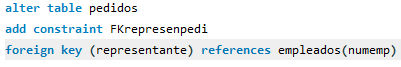 alter table pedidos
add constraint FKrepresenpedi
foreign key (representante) references empleados(numemp)